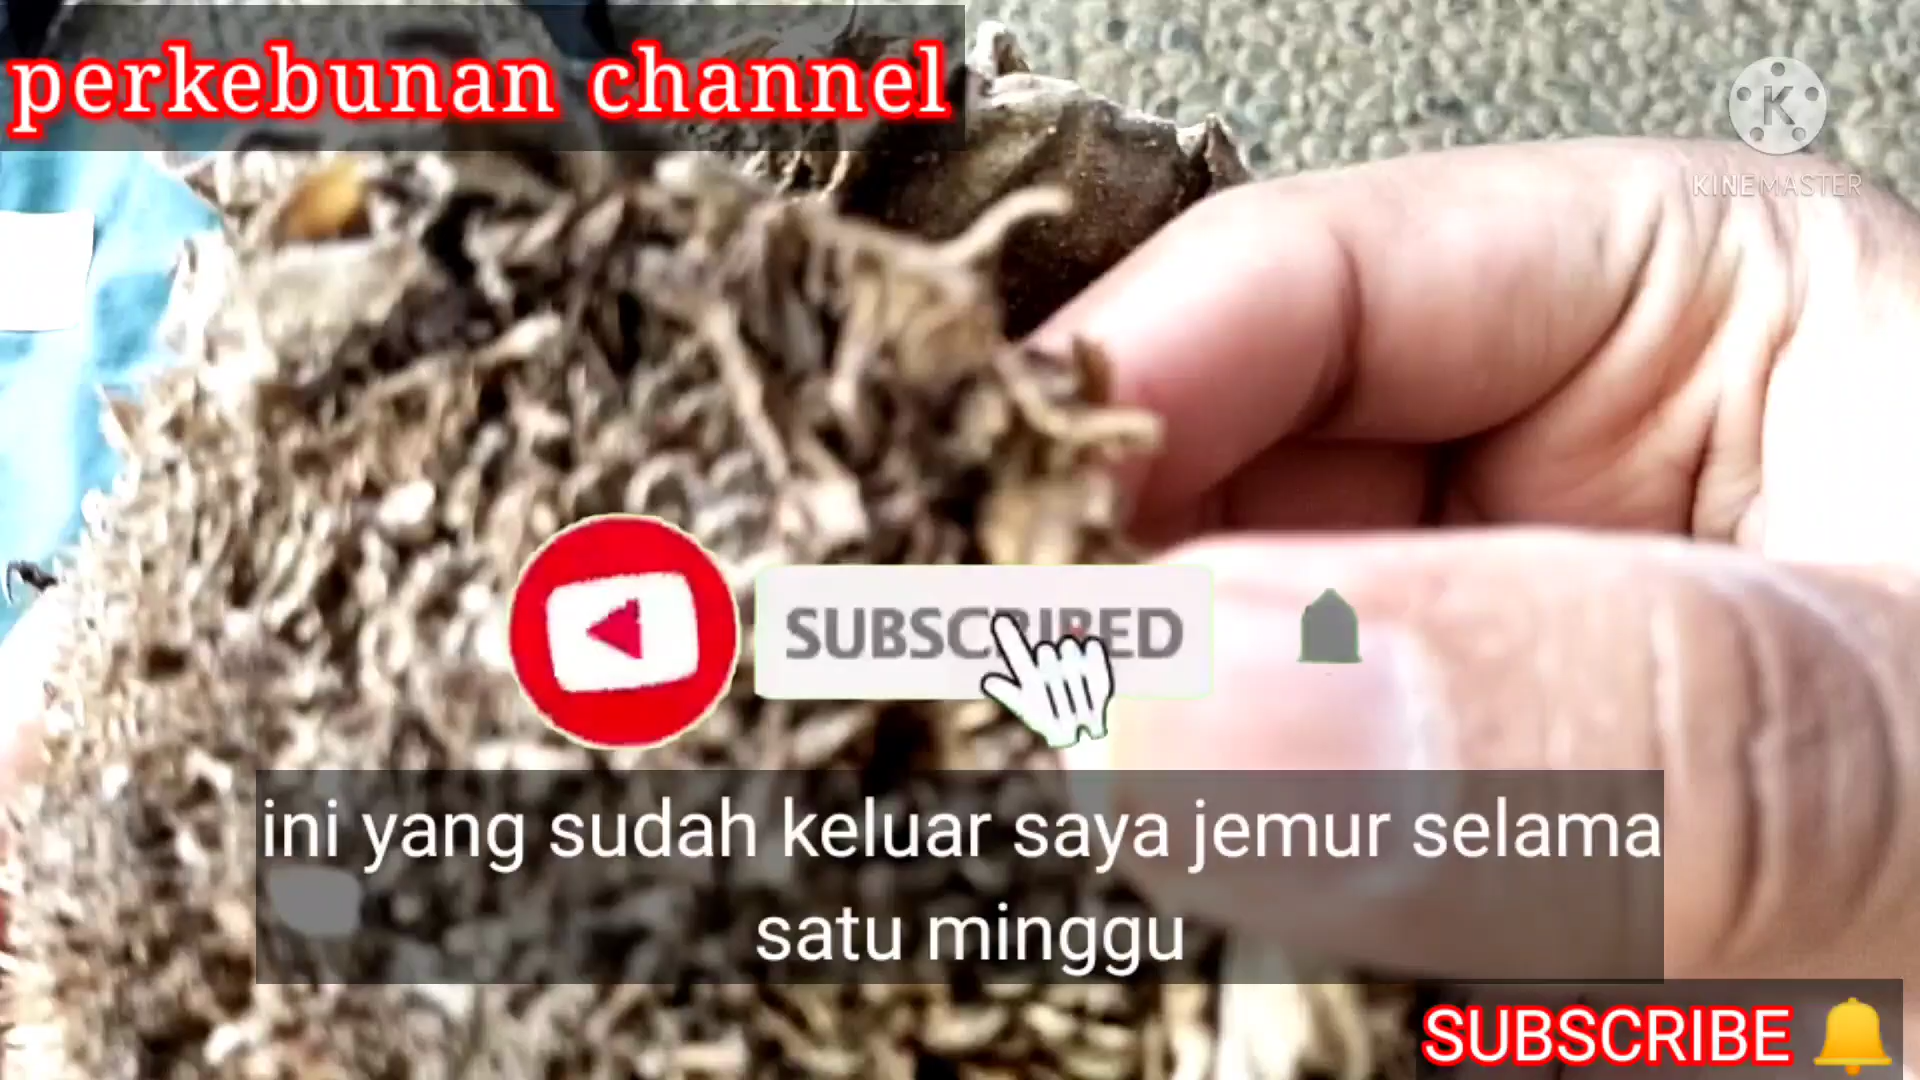 perkebunan channel
K
KINEMASTER
SUBSCRIBED
ini yang sudah keluar saya jemur selama
satu minggu
SUBSCRIBE